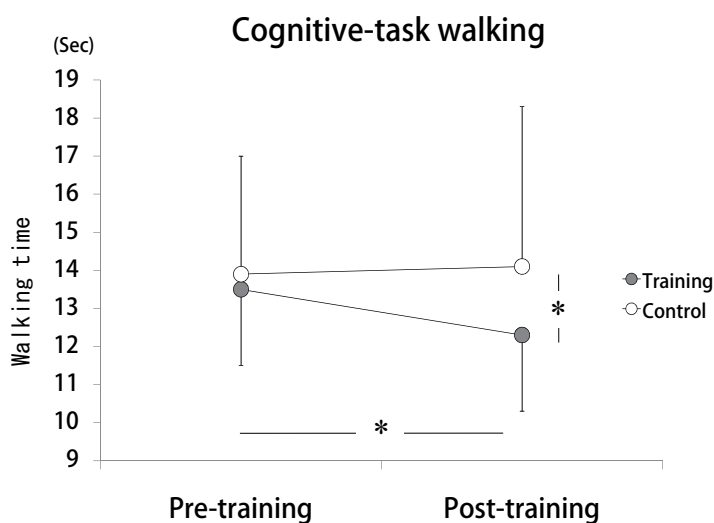 Cognitive-task walking
(Sec)
19
18
17
16
15
14
13
12
11
10
9
Walking time
Training
Control
*
*
Pre-training
Post-training